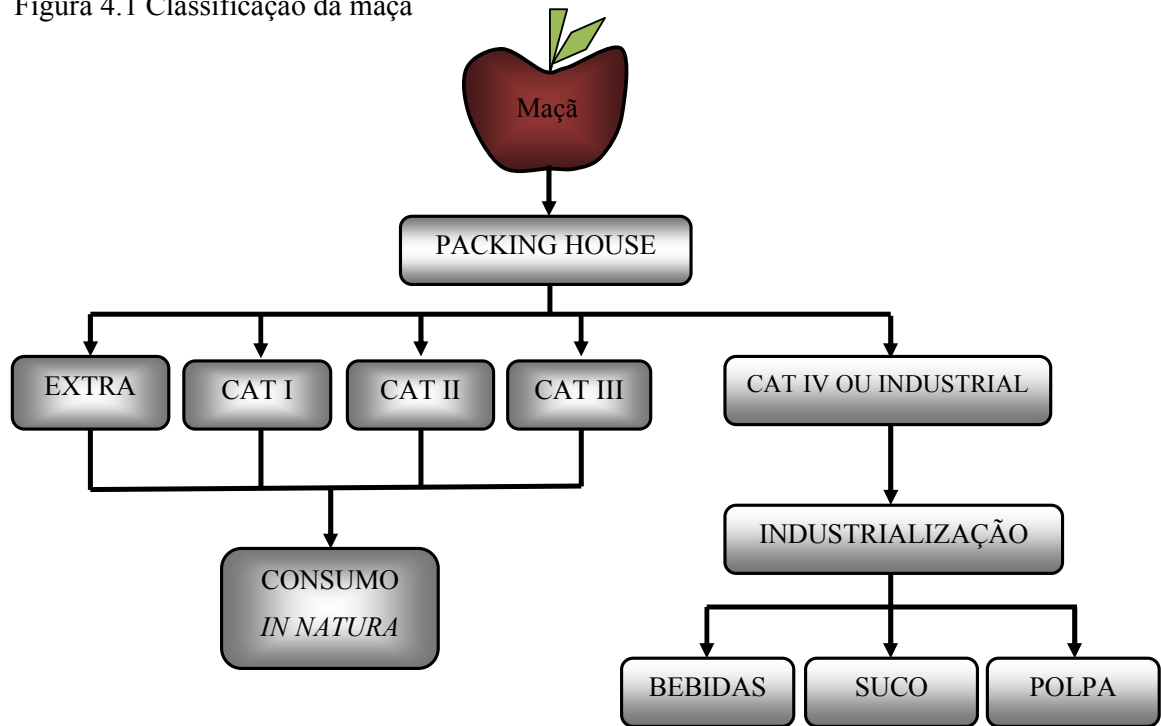 Figura 4.1 Classificação da maçã
Maçã
PACKING HOUSE
EXTRA
CAT I
CAT II
CAT III
CAT IV OU INDUSTRIAL
INDUSTRIALIZAÇÃO
CONSUMO
IN NATURA
BEBIDAS
SUCO
POLPA